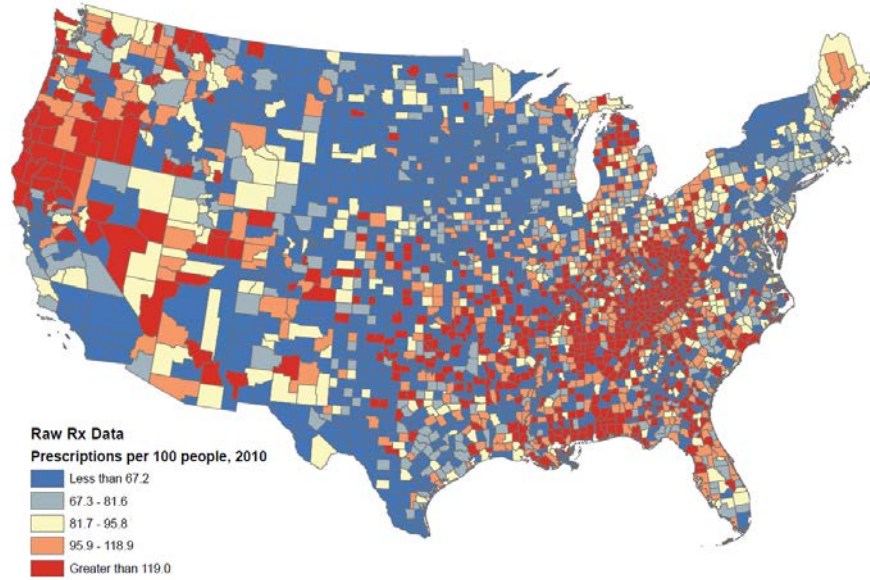 Raw Rx Data
Prescriptions per 100 people, 2010
Less than 67.2
67.3 - 81.6
81.7 - 95.8
95.9 - 118.9
Greater than 119.0